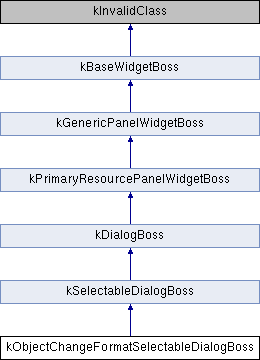 kInvalidClass
kBaseWidgetBoss
kGenericPanelWidgetBoss
kPrimaryResourcePanelWidgetBoss
kDialogBoss
kSelectableDialogBoss
kObjectChangeFormatSelectableDialogBoss